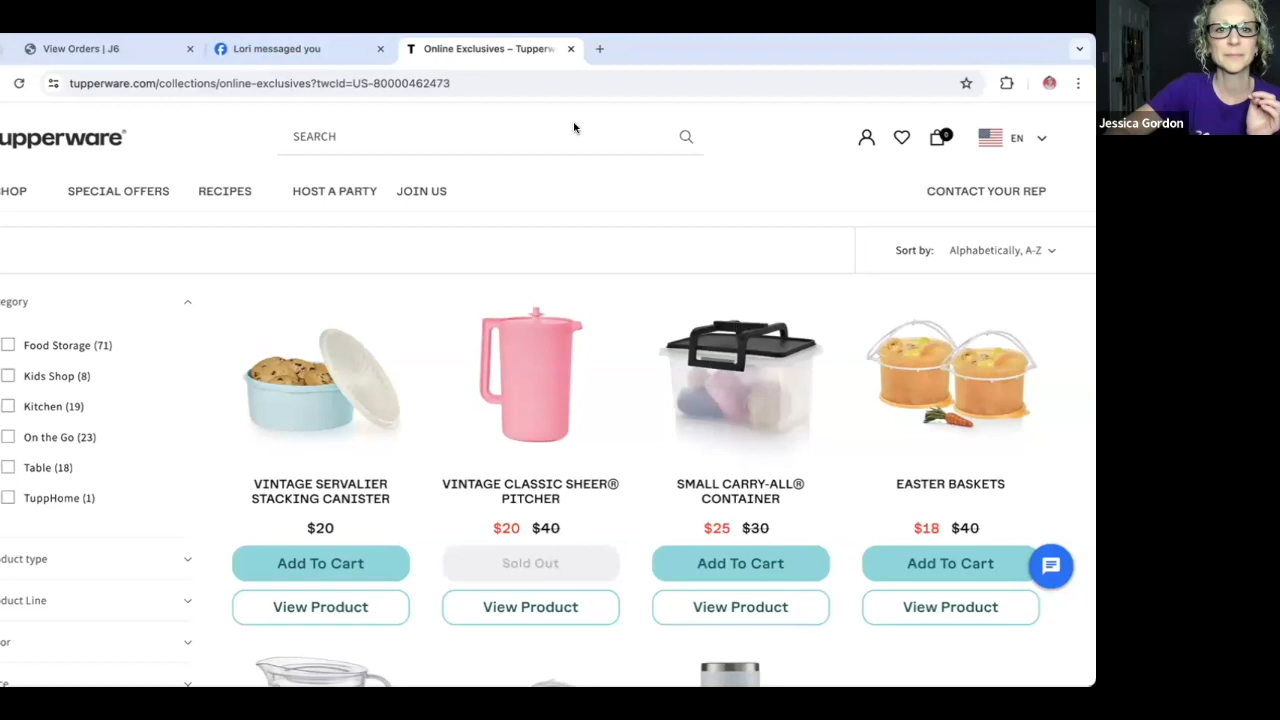 View Orders | J6
Lori messaged you
T Online Exclusives – Tupperw
tupperware.com/collections/online-exclusives?twcid=US-80000462473
Jessica Gordon
upperware®
SEARCH
0
EN
HOP
SPECIAL OFFERS
RECIPES
HOST A PARTY
JOIN US
CONTACT YOUR REP
Sort by: Alphabetically, A-Z
egory
Food Storage (71)
Kids Shop (8)
Kitchen (19)
On the Go (23)
Table (18)
TuppHome (1)
oduct type
oduct Line
or
VINTAGE SERVALIER
STACKING CANISTER
$20
Add To Cart
View Product
VINTAGE CLASSIC SHEER®
PITCHER
$20 $40
Sold Out
View Product
SMALL CARRY-ALL®
CONTAINER
$25 $30
Add To Cart
View Product
EASTER BASKETS
$18 $40
Add To Cart
View Product